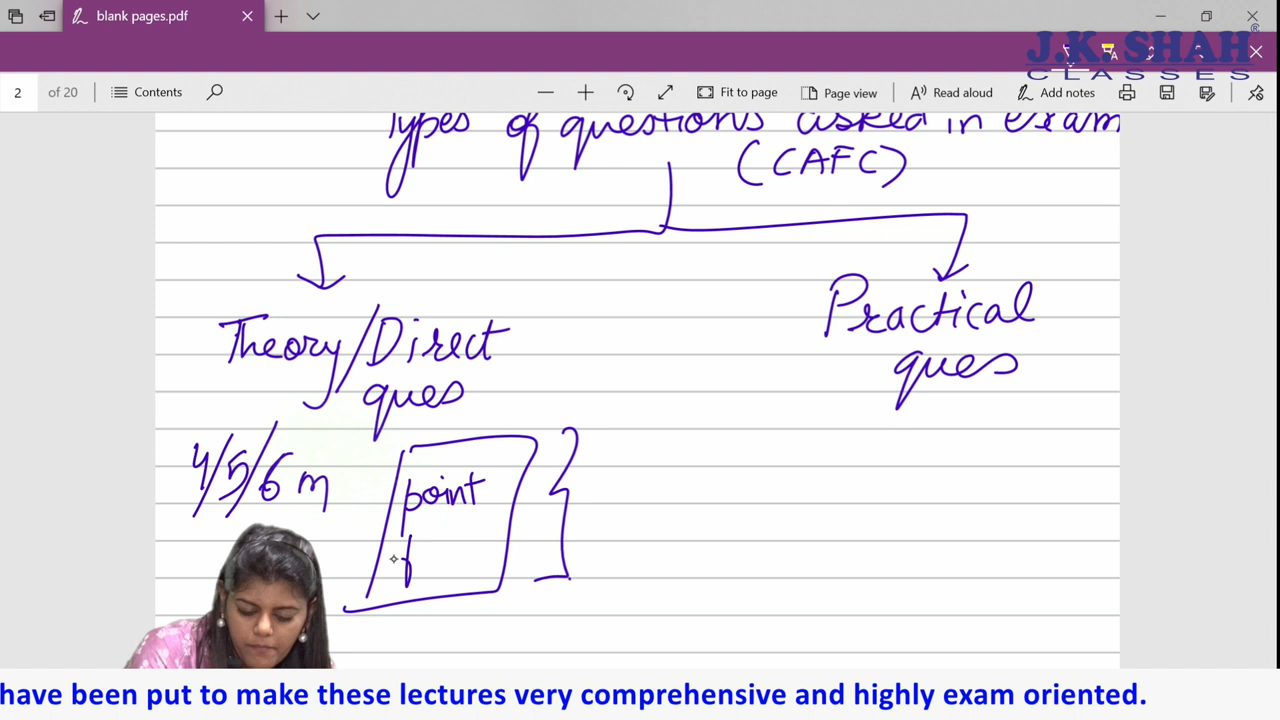 blank pages.pdf
J.K. SHAH®
CLASSES
2 of 20 Contents Fit to page Page view Read aloud Add notes
Types of questions asked in exam
(CAFC)
Theory/Direct
ques
Practical
ques
4/5/6 m
point
f
have been put to make these lectures very comprehensive and highly exam oriented.